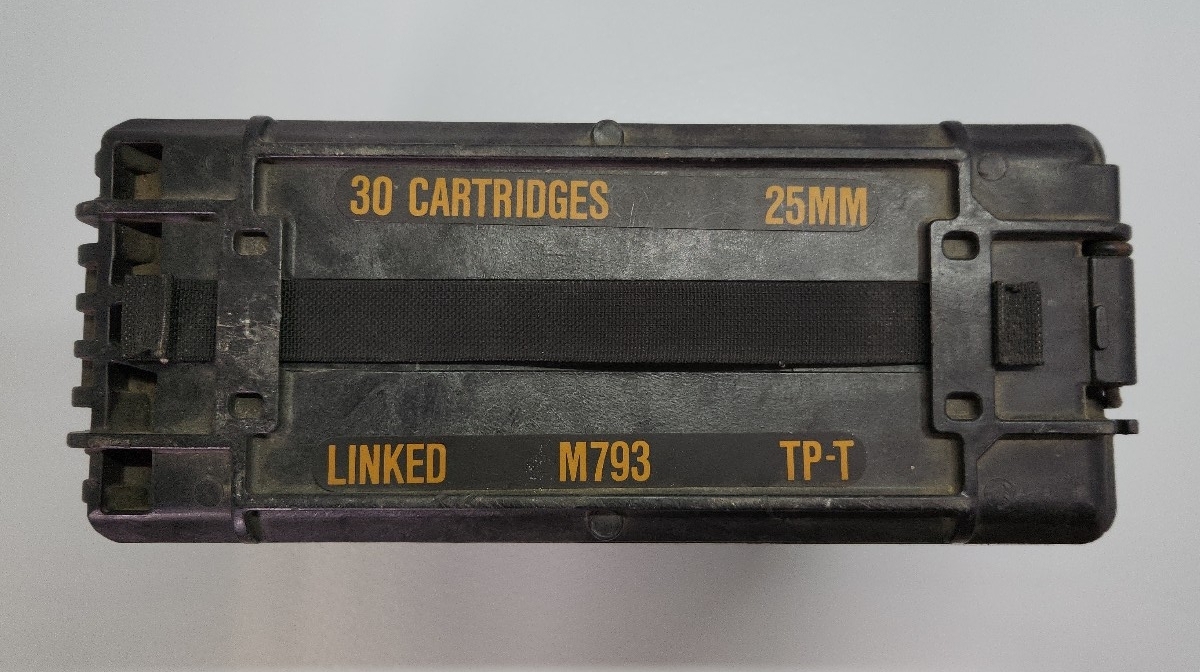 30 CARTRIDGES 25MM
LINKED M793 TP-T